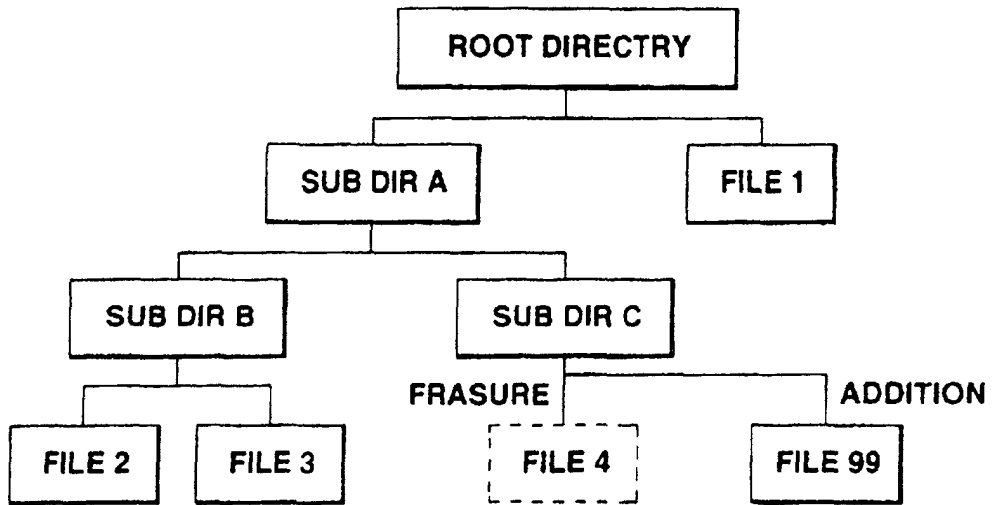 ROOT DIRECTRY
SUB DIR A
FILE 1
SUB DIR B
SUB DIR C
FRASURE
ADDITION
FILE 2
FILE 3
FILE 4
FILE 99